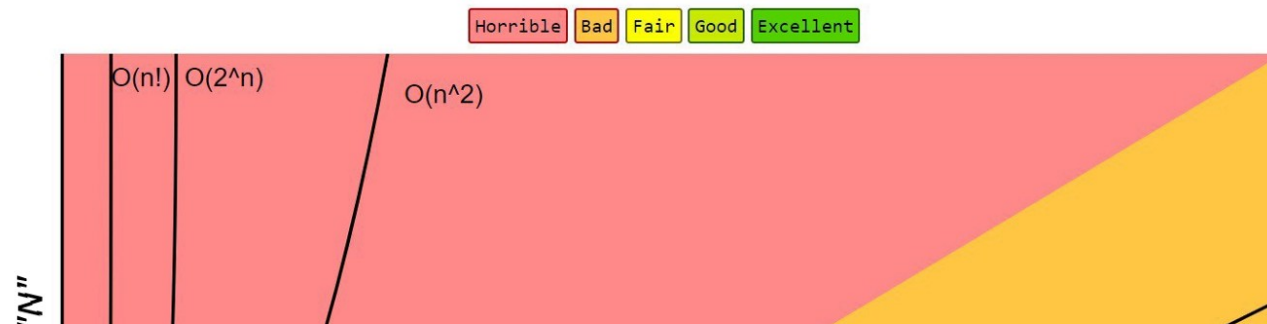 Horrible Bad Fair Good Excellent
O(n!) O(2^n) O(n^2)
"N"